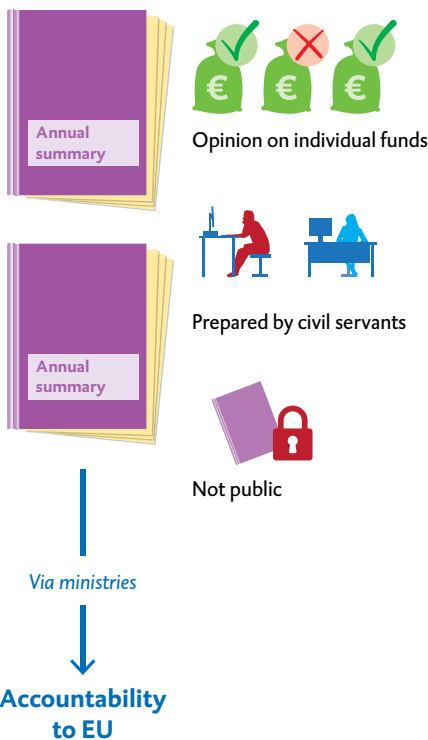 Annual
summary
€ € €
Opinion on individual funds
Prepared by civil servants
Annual
summary
Not public
Via ministries
Accountability
to EU